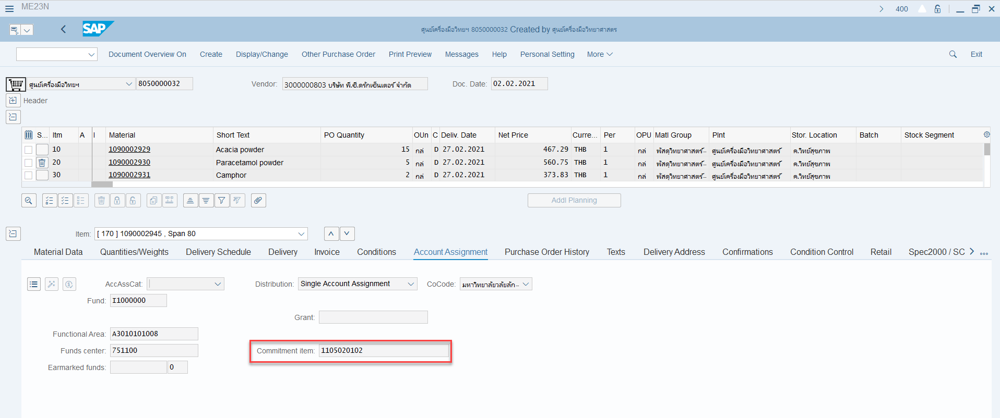 ME23N
400
SAP
ศูนย์เครื่องมือวิทยฯ 8050000032 Created by ศูนย์เครื่องมือวิทยาศาสตร
Document Overview On Create Display/Change Other Purchase Order Print Preview Messages Help Personal Setting More Exit
ศูนย์เครื่องมือวิทยฯ 8050000032 Vendor: 3000000803 บริษัท พี.ซี.ดรักเซ็นเตอร์ จำกัด Doc. Date: 02.02.2021
Header
S... Itm A I Material Short Text PO Quantity OUn C Deliv. Date Net Price Curre... Per OPU Matl Group Plnt Stor. Location Batch Stock Segment
10 1090002929 Acacia powder 15 กล่ D 27.02.2021 467.29 THB 1 กล่ พัสดุวิทยาศาสตร์... ศูนย์เครื่องมือวิทยาศาสตร์ ค.วิทย์สุขภาพ
20 1090002930 Paracetamol powder 5 กล่ D 27.02.2021 560.75 THB 1 กล่ พัสดุวิทยาศาสตร์... ศูนย์เครื่องมือวิทยาศาสตร์ ค.วิทย์สุขภาพ
30 1090002931 Camphor 2 กล่ D 27.02.2021 373.83 THB 1 กล่ พัสดุวิทยาศาสตร์... ศูนย์เครื่องมือวิทยาศาสตร์ ค.วิทย์สุขภาพ
Addl Planning
Item: [ 170 ] 1090002945 , Span 80
Material Data Quantities/Weights Delivery Schedule Delivery Invoice Conditions Account Assignment Purchase Order History Texts Delivery Address Confirmations Condition Control Retail Spec2000 / SC
AccAssCat: Distribution: Single Account Assignment CoCode: มหาวิทยาลัยวลัยลัก...
Fund: I1000000
Grant:
Functional Area: A3010101008
Funds center: 751100 Commitment item: 1105020102
Earmarked funds: 0